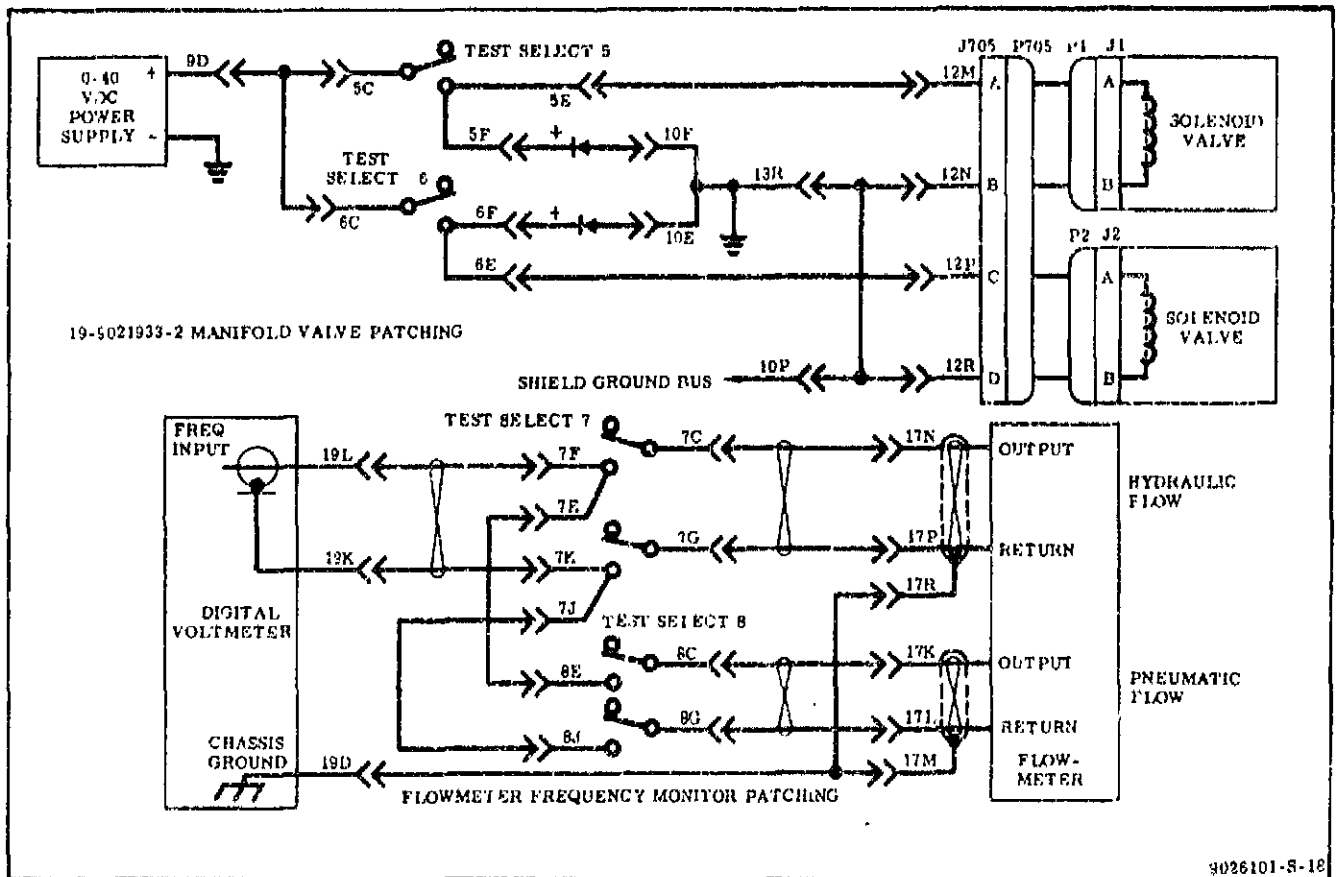 0-40 VDC POWER SUPPLY
+
-
9D
5C
TEST SELECT 5
5E
5F
+
10F
TEST SELECT 6
6C
6F
+
10E
6E
13R
12M
12N
12P
12R
J705 P705 P1 J1
A
B
C
D
A
B
SOLENOID VALVE
P2 J2
A
B
SOLENOID VALVE
19-9021933-2 MANIFOLD VALVE PATCHING
SHIELD GROUND BUS
10P
FREQ INPUT
DIGITAL VOLTMETER
CHASSIS GROUND
19L
19K
19D
TEST SELECT 7
7F
7E
7K
7J
7C
7G
TEST SELECT 8
8E
8J
8C
8G
17N
17P
17R
17K
17L
17M
OUTPUT
RETURN
HYDRAULIC FLOW
OUTPUT
RETURN
PNEUMATIC FLOW
FLOW-METER
FLOWMETER FREQUENCY MONITOR PATCHING
9026101-S-18